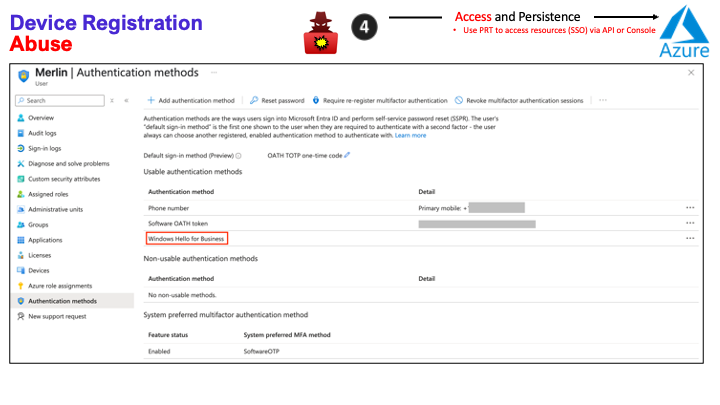 Device Registration
Abuse
4
Access and Persistence
• Use PRT to access resources (SSO) via API or Console
Azure
Merlin | Authentication methods ...
User
Search
Add authentication method
Reset password
Require re-register multifactor authentication
Revoke multifactor authentication sessions
...
Overview
Audit logs
Sign-in logs
Diagnose and solve problems
Custom security attributes
Assigned roles
Administrative units
Groups
Applications
Licenses
Devices
Azure role assignments
Authentication methods
New support request
Authentication methods are the ways users sign into Microsoft Entra ID and perform self-service password reset (SSPR). The user's
"default sign-in method" is the first one shown to the user when they are required to authenticate with a second factor - the user
always can choose another registered, enabled authentication method to authenticate with. Learn more
Default sign-in method (Preview) OATH TOTP one-time code
Usable authentication methods
Authentication method Detail
Phone number Primary mobile: +
Software OATH token
Windows Hello for Business
Non-usable authentication methods
Authentication method Detail
No non-usable methods.
System preferred multifactor authentication method
Feature status System preferred MFA method
Enabled SoftwareOTP